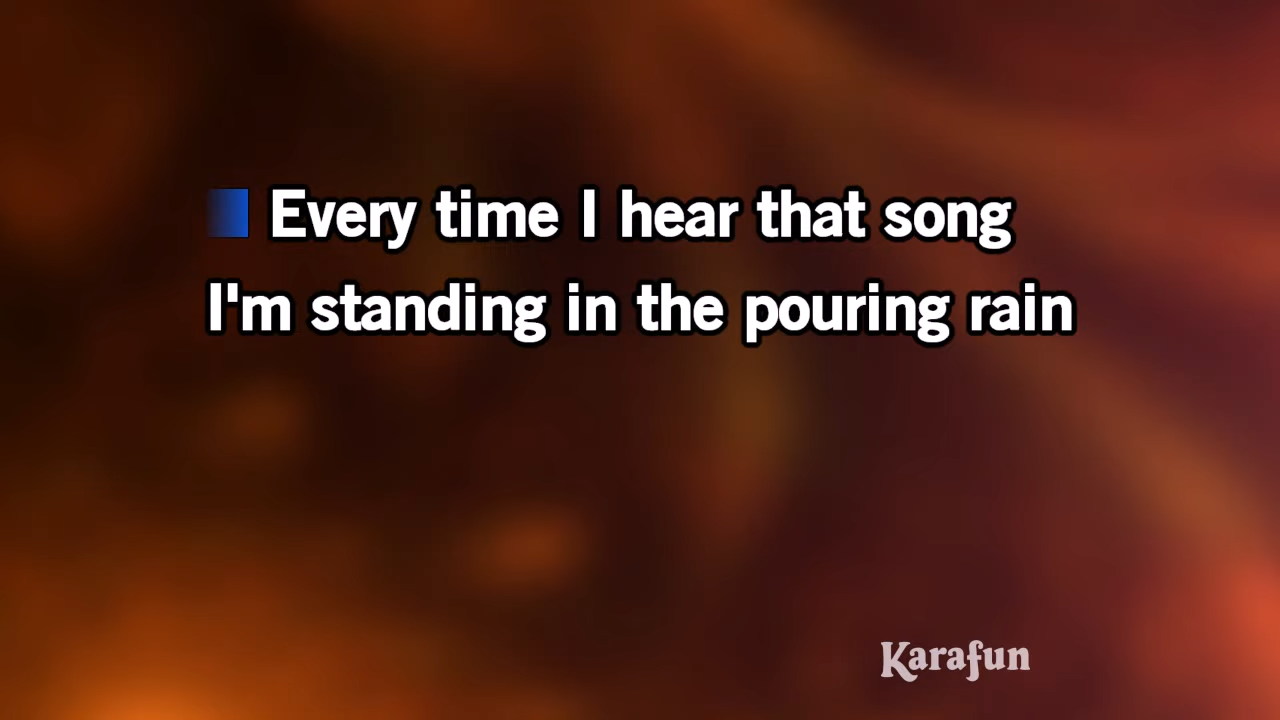 Every time I hear that song
I'm standing in the pouring rain
Karafun